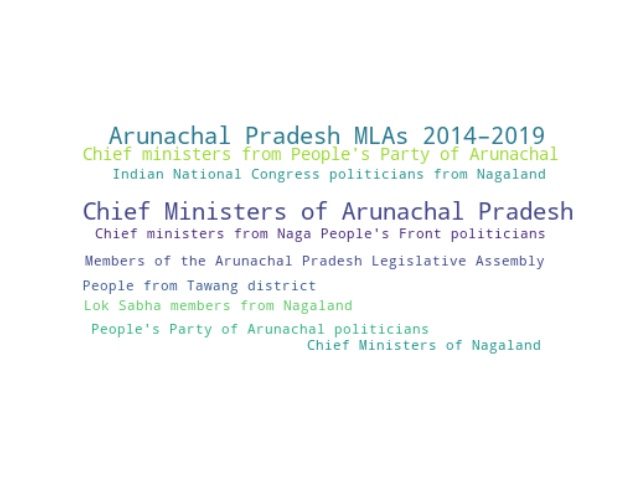 Arunachal Pradesh MLAs 2014–2019
Chief ministers from People's Party of Arunachal
Indian National Congress politicians from Nagaland
Chief Ministers of Arunachal Pradesh
Chief ministers from Naga People's Front politicians
Members of the Arunachal Pradesh Legislative Assembly
People from Tawang district
Lok Sabha members from Nagaland
People's Party of Arunachal politicians
Chief Ministers of Nagaland